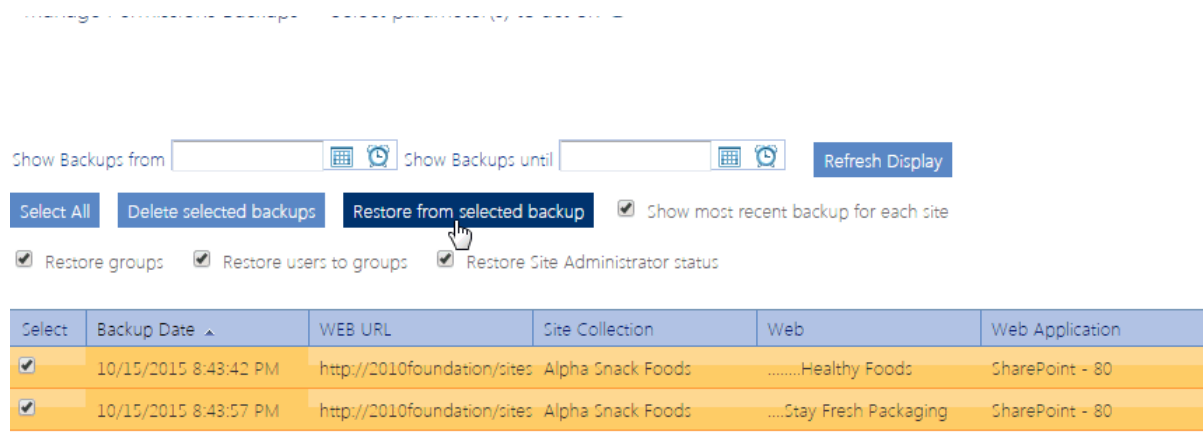 Show Backups from Show Backups until Refresh Display
Select All Delete selected backups Restore from selected backup Show most recent backup for each site
Restore groups Restore users to groups Restore Site Administrator status
Select Backup Date WEB URL Site Collection Web Web Application
10/15/2015 8:43:42 PM http://2010foundation/sites Alpha Snack Foods ........Healthy Foods SharePoint - 80
10/15/2015 8:43:57 PM http://2010foundation/sites Alpha Snack Foods ....Stay Fresh Packaging SharePoint - 80